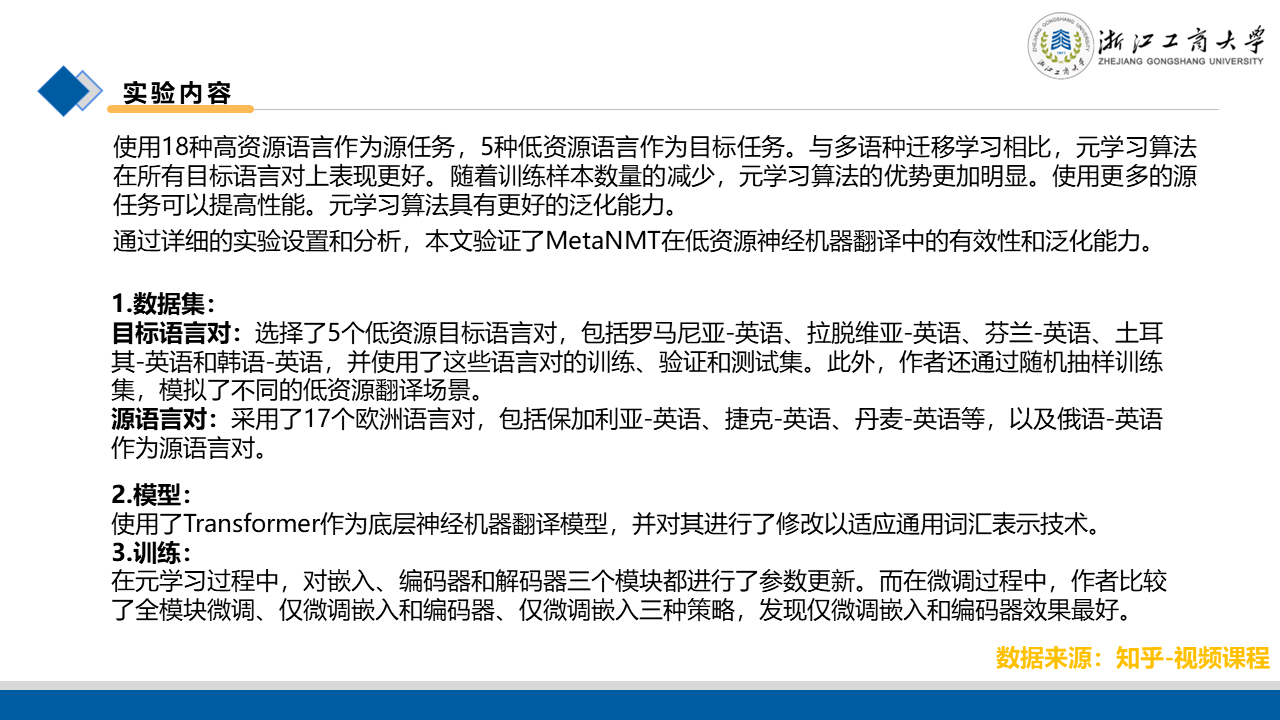 浙江工商大学
ZHEJIANG GONGSHANG UNIVERSITY
实验内容
使用18种高资源语言作为源任务，5种低资源语言作为目标任务。与多语种迁移学习相比，元学习算法
在所有目标语言对上表现更好。随着训练样本数量的减少，元学习算法的优势更加明显。使用更多的源
任务可以提高性能。元学习算法具有更好的泛化能力。
通过详细的实验设置和分析，本文验证了MetaNMT在低资源神经机器翻译中的有效性和泛化能力。
1.数据集：
目标语言对：选择了5个低资源目标语言对，包括罗马尼亚-英语、拉脱维亚-英语、芬兰-英语、土耳
其-英语和韩语-英语，并使用了这些语言对的训练、验证和测试集。此外，作者还通过随机抽样训练
集，模拟了不同的低资源翻译场景。
源语言对：采用了17个欧洲语言对，包括保加利亚-英语、捷克-英语、丹麦-英语等，以及俄语-英语
作为源语言对。
2.模型：
使用了Transformer作为底层神经机器翻译模型，并对其进行了修改以适应通用词汇表示技术。
3.训练：
在元学习过程中，对嵌入、编码器和解码器三个模块都进行了参数更新。而在微调过程中，作者比较
了全模块微调、仅微调嵌入和编码器、仅微调嵌入三种策略，发现仅微调嵌入和编码器效果最好。
数据来源：知乎-视频课程